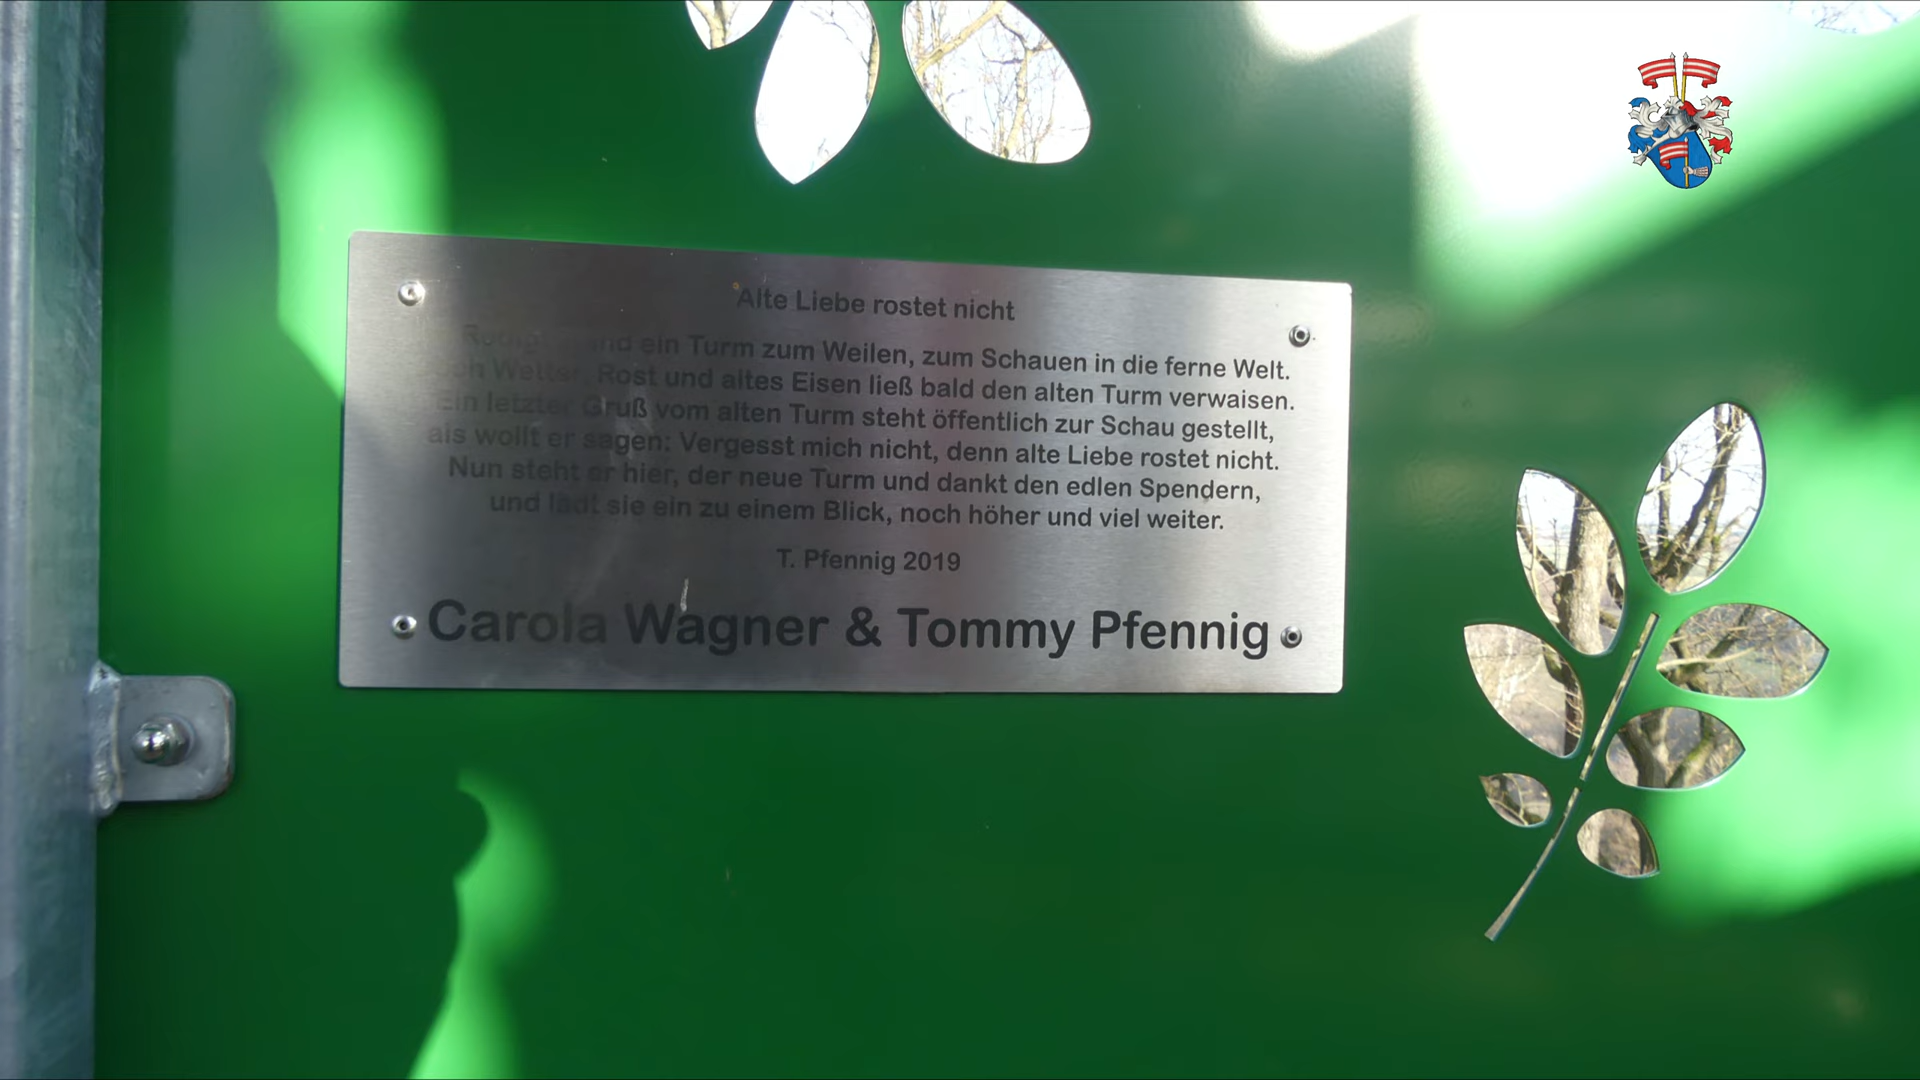 Alte Liebe rostet nicht
ein Turm zum Weilen, zum Schauen in die ferne Welt.
Wetter, Rost und altes Eisen ließ bald den alten Turm verwaisen.
Ein letzter Gruß vom alten Turm steht öffentlich zur Schau gestellt,
als wollt er sagen: Vergesst mich nicht, denn alte Liebe rostet nicht.
Nun steht er hier, der neue Turm und dankt den edlen Spendern,
und lädt sie ein zu einem Blick, noch höher und viel weiter.
T. Pfennig 2019
Carola Wagner & Tommy Pfennig